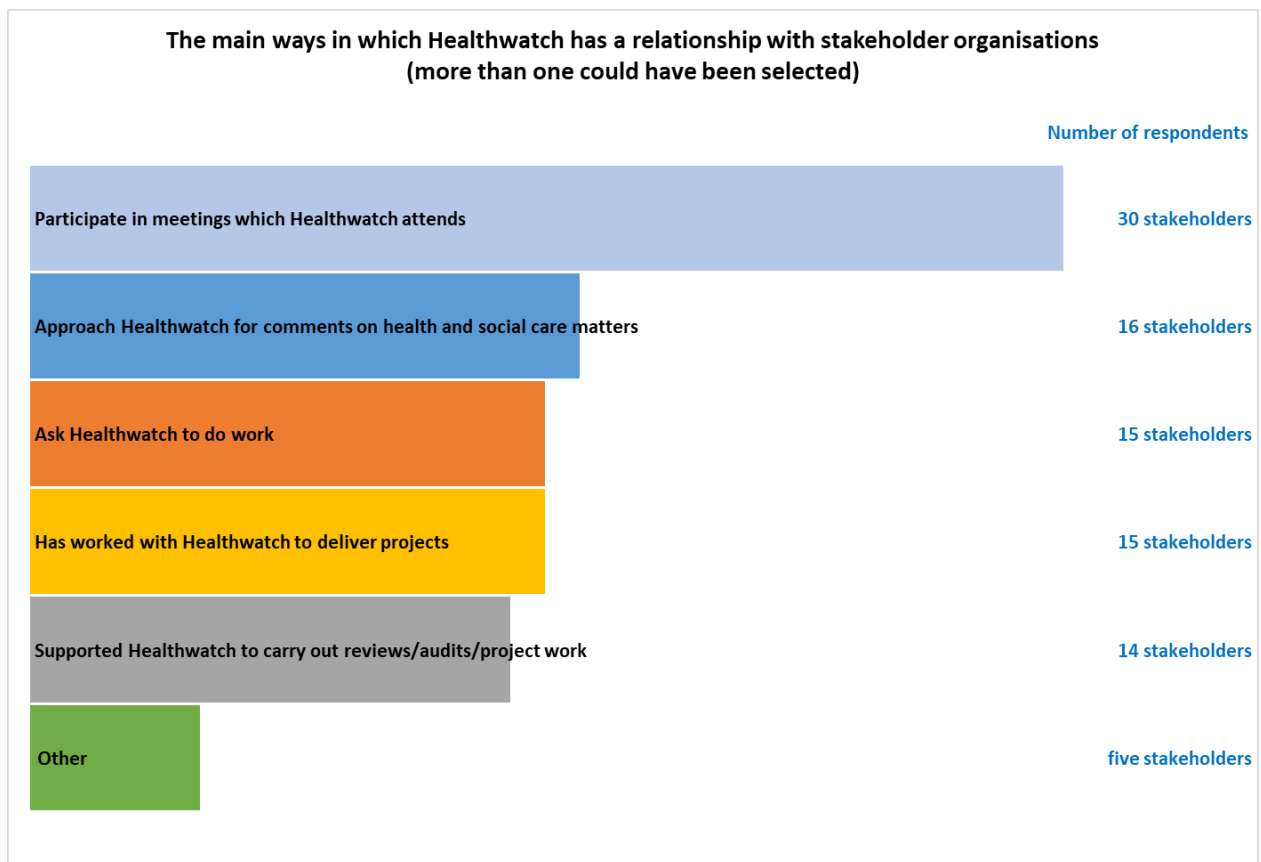 The main ways in which Healthwatch has a relationship with stakeholder organisations
(more than one could have been selected)
Number of respondents
Participate in meetings which Healthwatch attends
30 stakeholders
Approach Healthwatch for comments on health and social care matters
16 stakeholders
Ask Healthwatch to do work
15 stakeholders
Has worked with Healthwatch to deliver projects
15 stakeholders
Supported Healthwatch to carry out reviews/audits/project work
14 stakeholders
Other
five stakeholders